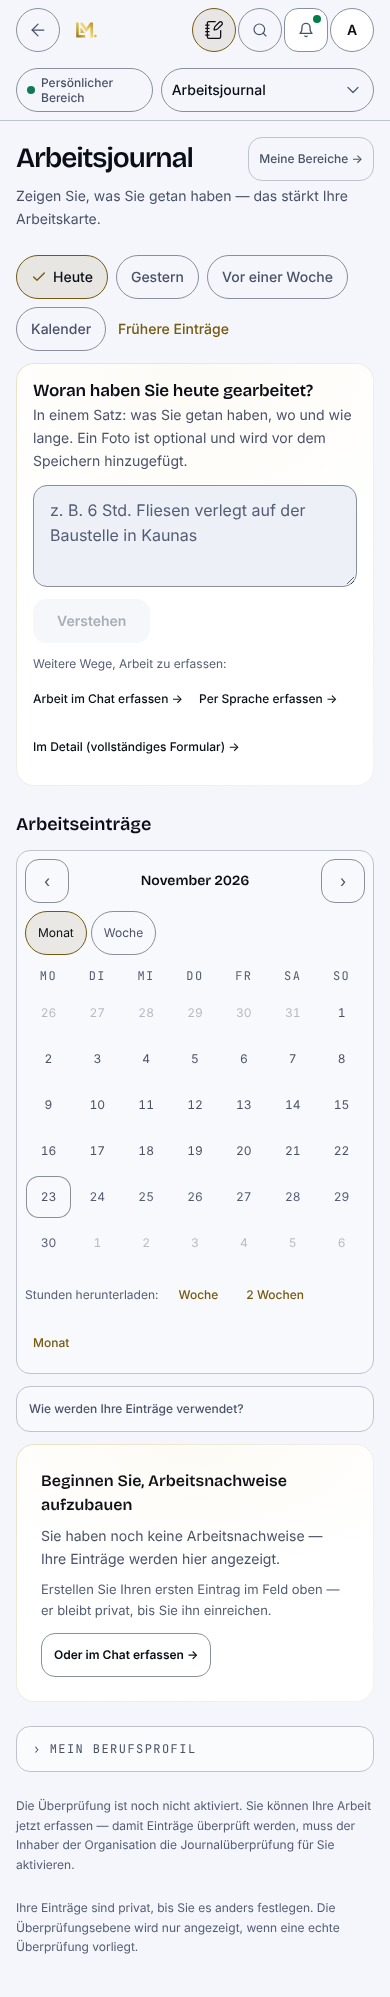 LM.
A
Persönlicher
Bereich
Arbeitsjournal
Arbeitsjournal
Meine Bereiche →
Zeigen Sie, was Sie getan haben — das stärkt Ihre
Arbeitskarte.
Heute
Gestern
Vor einer Woche
Kalender
Frühere Einträge
Woran haben Sie heute gearbeitet?
In einem Satz: was Sie getan haben, wo und wie
lange. Ein Foto ist optional und wird vor dem
Speichern hinzugefügt.
z. B. 6 Std. Fliesen verlegt auf der
Baustelle in Kaunas
Verstehen
Weitere Wege, Arbeit zu erfassen:
Arbeit im Chat erfassen → Per Sprache erfassen →
Im Detail (vollständiges Formular) →
Arbeitseinträge
‹ November 2026 ›
Monat Woche
MO DI MI DO FR SA SO
26 27 28 29 30 31 1
2 3 4 5 6 7 8
9 10 11 12 13 14 15
16 17 18 19 20 21 22
23 24 25 26 27 28 29
30 1 2 3 4 5 6
Stunden herunterladen: Woche 2 Wochen
Monat
Wie werden Ihre Einträge verwendet?
Beginnen Sie, Arbeitsnachweise
aufzubauen
Sie haben noch keine Arbeitsnachweise —
Ihre Einträge werden hier angezeigt.
Erstellen Sie Ihren ersten Eintrag im Feld oben —
er bleibt privat, bis Sie ihn einreichen.
Oder im Chat erfassen →
› MEIN BERUFSPROFIL
Die Überprüfung ist noch nicht aktiviert. Sie können Ihre Arbeit
jetzt erfassen — damit Einträge überprüft werden, muss der
Inhaber der Organisation die Journalüberprüfung für Sie
aktivieren.
Ihre Einträge sind privat, bis Sie es anders festlegen. Die
Überprüfungsebene wird nur angezeigt, wenn eine echte
Überprüfung vorliegt.